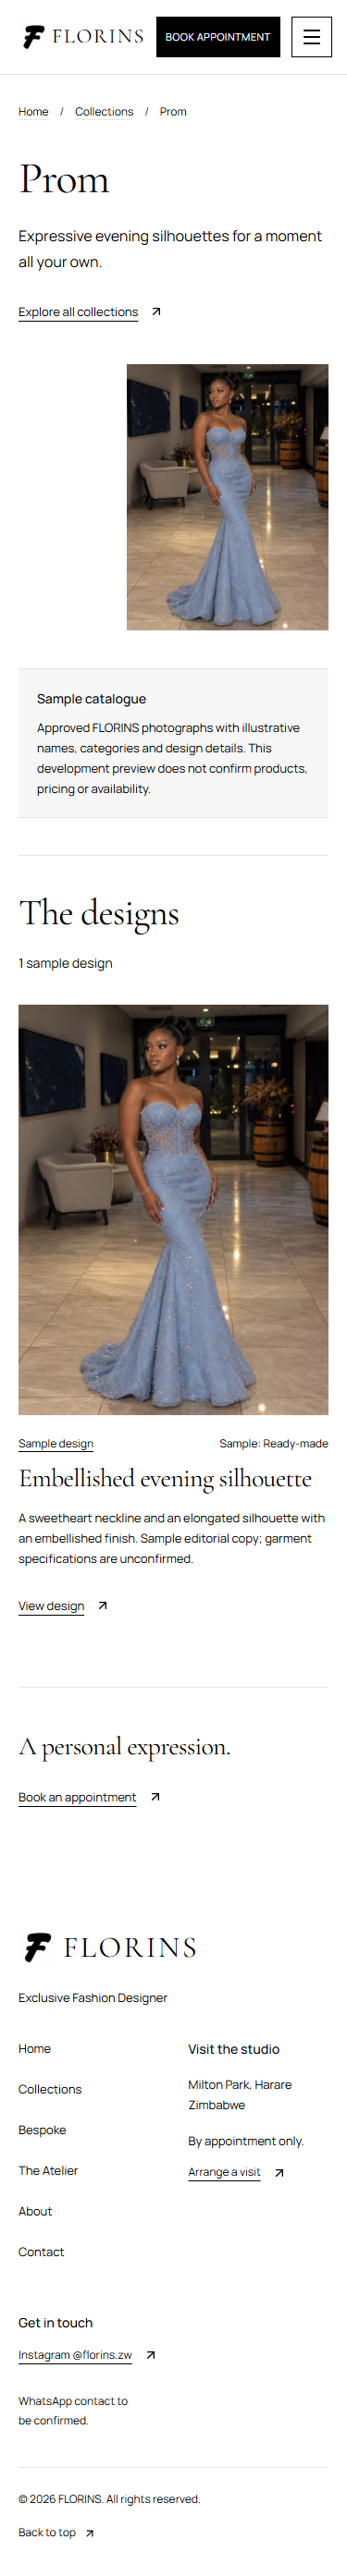 FLORINS
BOOK APPOINTMENT
Home / Collections / Prom
Prom
Expressive evening silhouettes for a moment
all your own.
Explore all collections
Sample catalogue
Approved FLORINS photographs with illustrative
names, categories and design details. This
development preview does not confirm products,
pricing or availability.
The designs
1 sample design
Sample design
Sample: Ready-made
Embellished evening silhouette
A sweetheart neckline and an elongated silhouette with
an embellished finish. Sample editorial copy; garment
specifications are unconfirmed.
View design
A personal expression.
Book an appointment
FLORINS
Exclusive Fashion Designer
Home
Collections
Bespoke
The Atelier
About
Contact
Visit the studio
Milton Park, Harare
Zimbabwe
By appointment only.
Arrange a visit
Get in touch
Instagram @florins.zw
WhatsApp contact to
be confirmed.
© 2026 FLORINS. All rights reserved.
Back to top